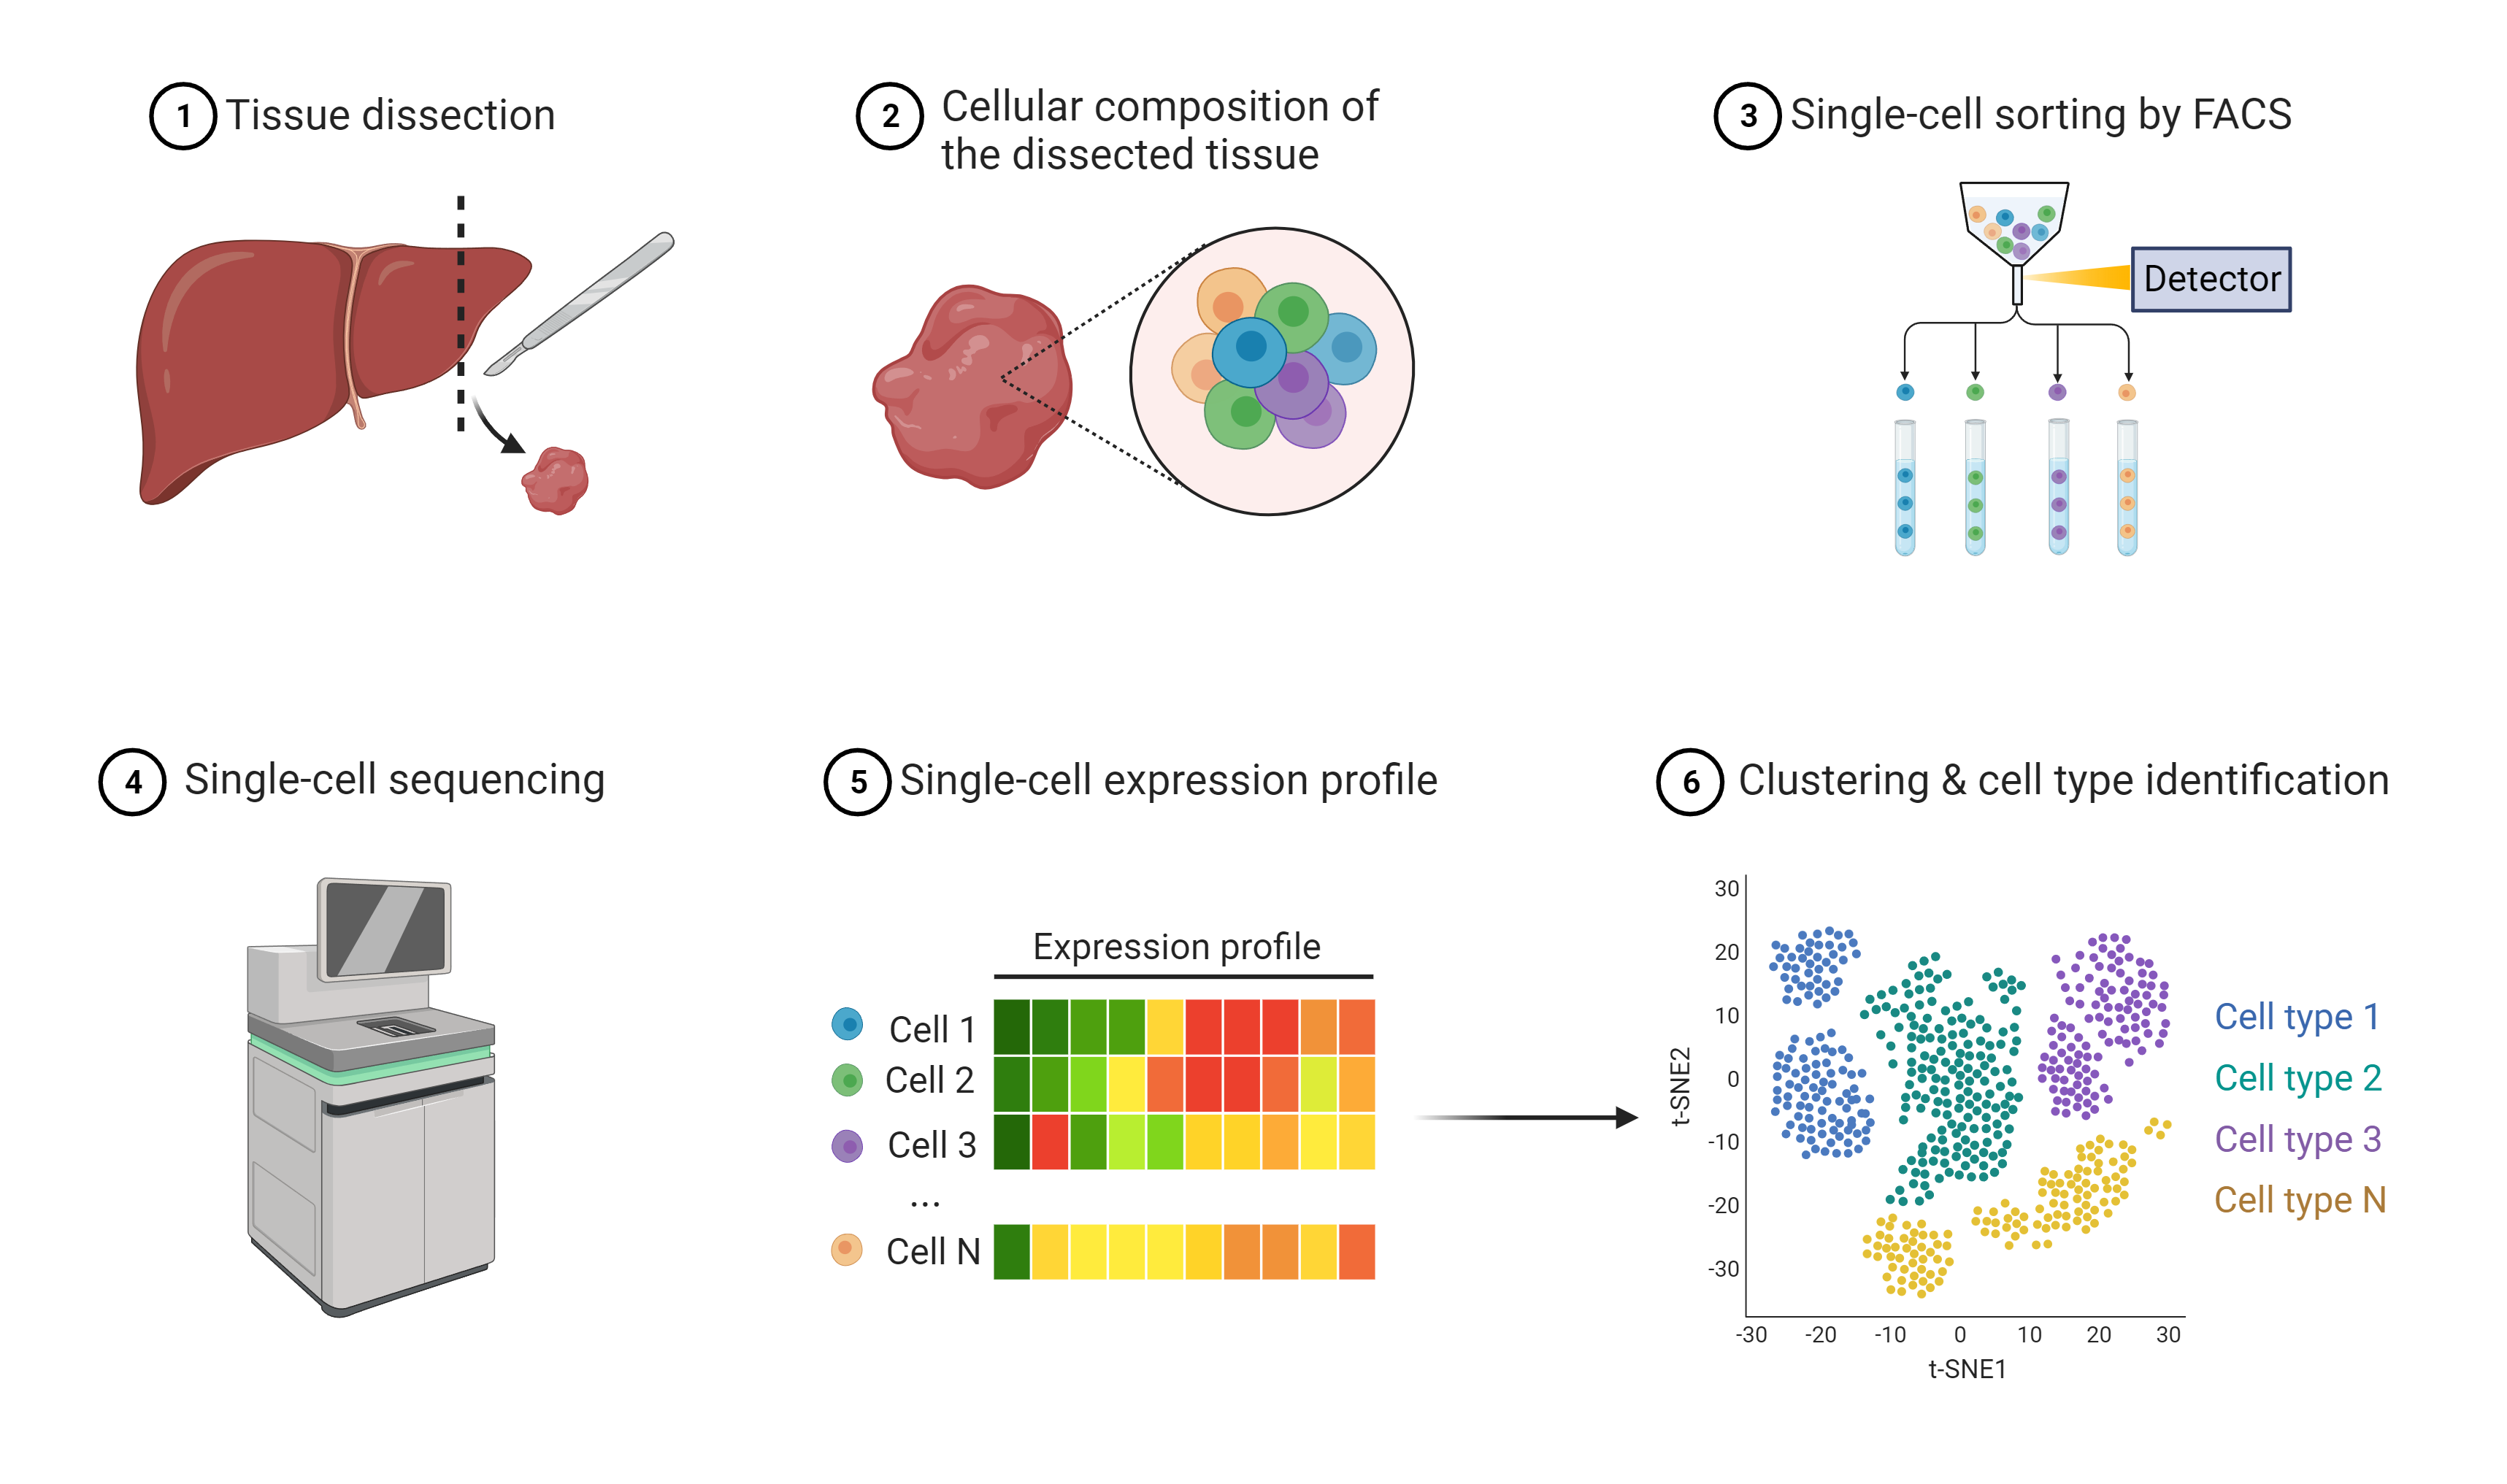 1 Tissue dissection
2 Cellular composition of
the dissected tissue
3 Single-cell sorting by FACS
Detector
4 Single-cell sequencing
5 Single-cell expression profile
Expression profile
Cell 1
Cell 2
Cell 3
...
Cell N
6 Clustering & cell type identification
t-SNE2
30
20
10
0
-10
-20
-30
-30 -20 -10 0 10 20 30
t-SNE1
Cell type 1
Cell type 2
Cell type 3
Cell type N